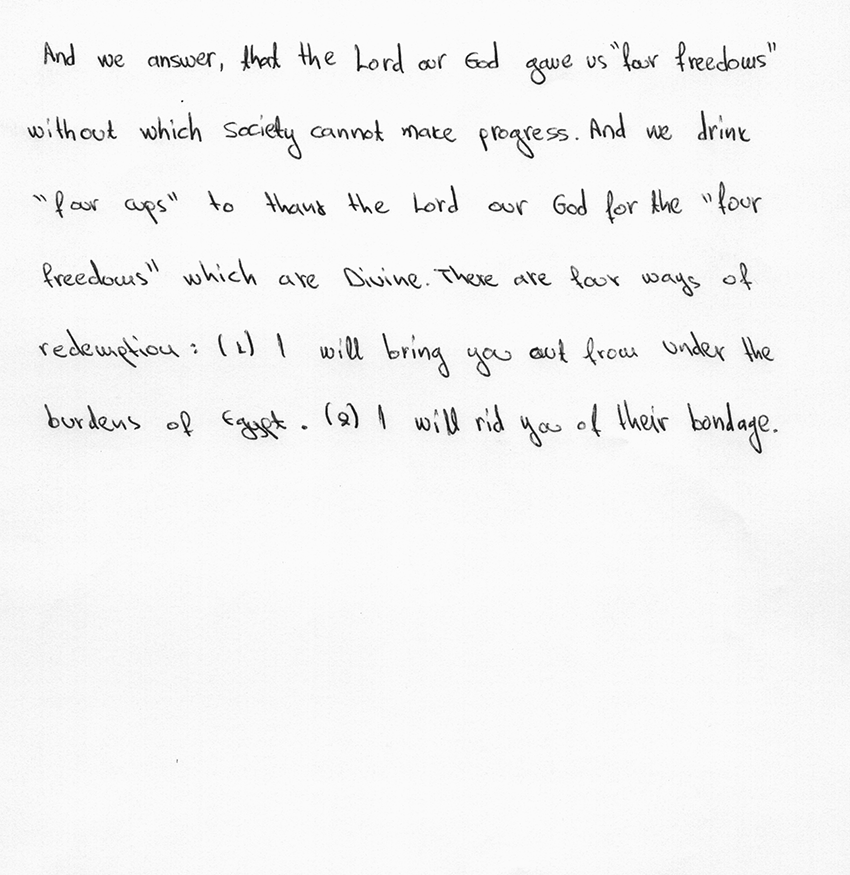 And we answer, that the Lord our God gave us "four freedoms"
without which society cannot make progress. And we drink
"four cups" to thank the Lord our God for the "four
freedoms" which are Divine. There are four ways of
redemption: (1) I will bring you out from under the
burdens of Egypt. (2) I will rid you of their bondage.